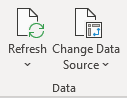 Refresh
Change Data
Source
Data